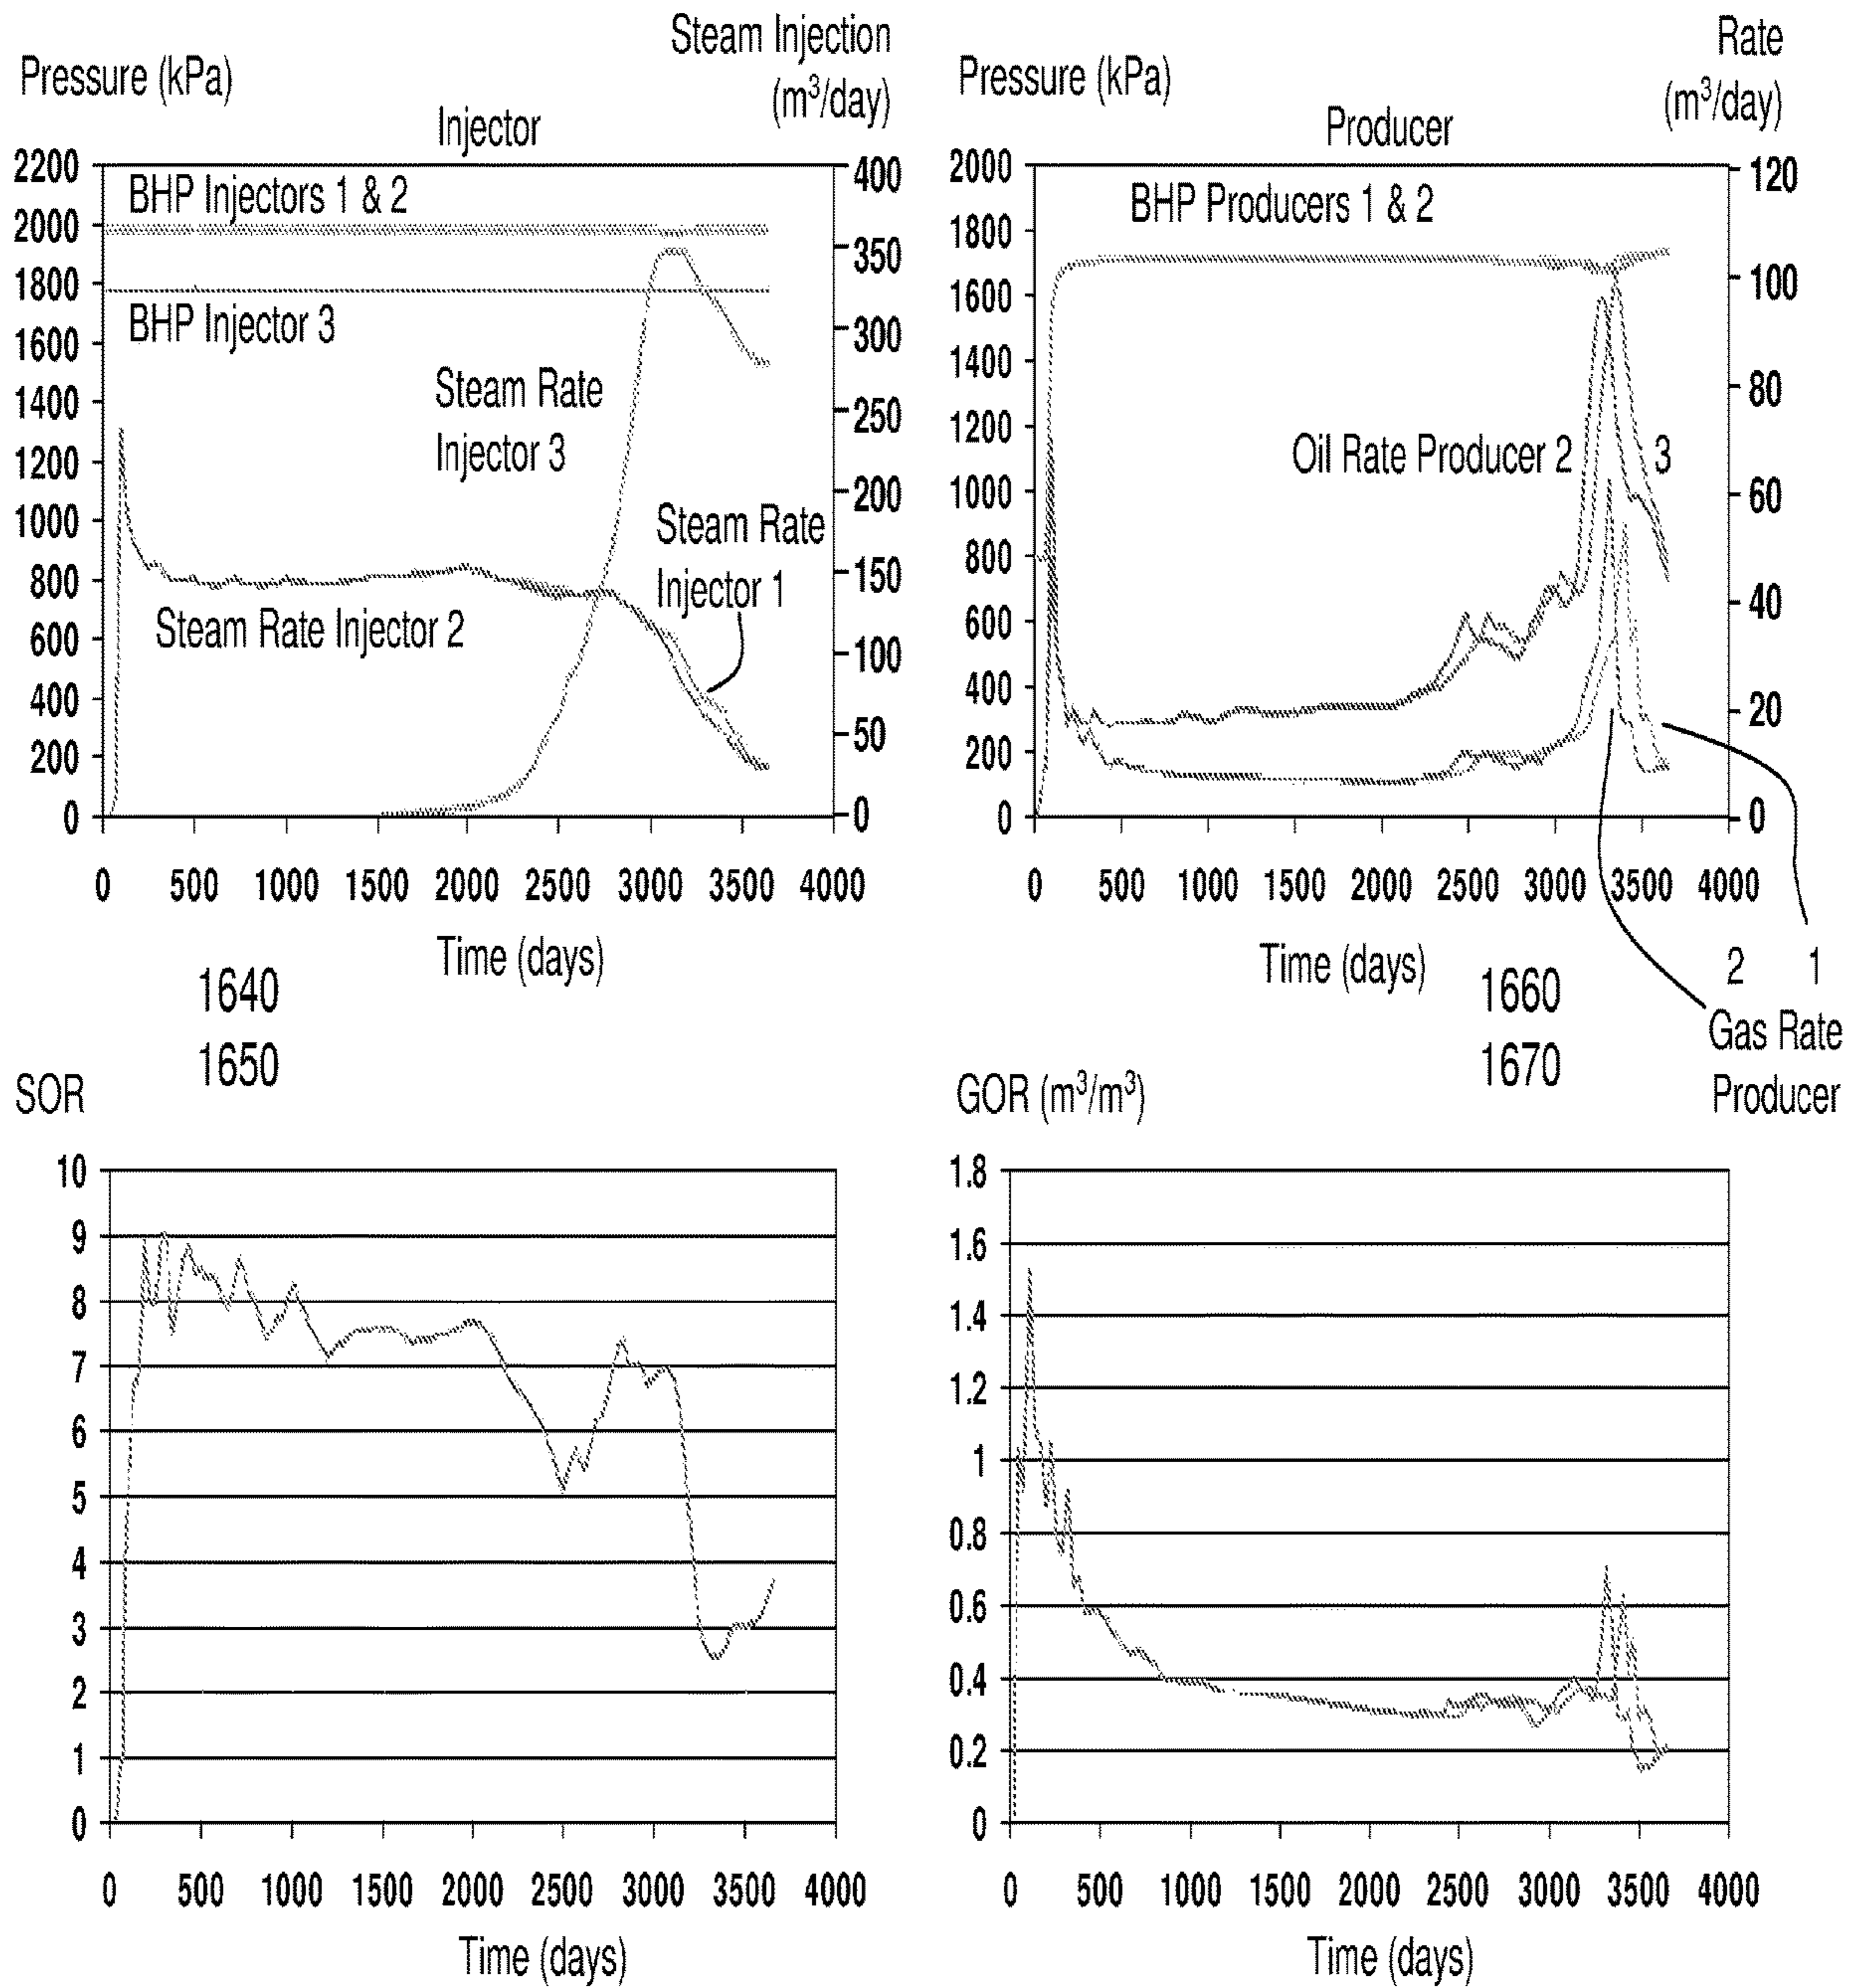 Pressure (kPa)
Steam Injection
(m³/day)
Injector
2200
2000
1800
1600
1400
1200
1000
800
600
400
200
0
BHP Injectors 1 & 2
BHP Injector 3
Steam Rate
Injector 3
Steam Rate
Injector 1
Steam Rate Injector 2
400
350
300
250
200
150
100
50
0
0 500 1000 1500 2000 2500 3000 3500 4000
Time (days)
1640
Pressure (kPa)
Rate
(m³/day)
Producer
2000
1800
1600
1400
1200
1000
800
600
400
200
0
BHP Producers 1 & 2
Oil Rate Producer 2 3
120
100
80
60
40
20
0
0 500 1000 1500 2000 2500 3000 3500 4000
Time (days)
1660
2 1
Gas Rate
Producer
1650
SOR
10
9
8
7
6
5
4
3
2
1
0
0 500 1000 1500 2000 2500 3000 3500 4000
Time (days)
1670
GOR (m³/m³)
1.8
1.6
1.4
1.2
1
0.8
0.6
0.4
0.2
0
0 500 1000 1500 2000 2500 3000 3500 4000
Time (days)